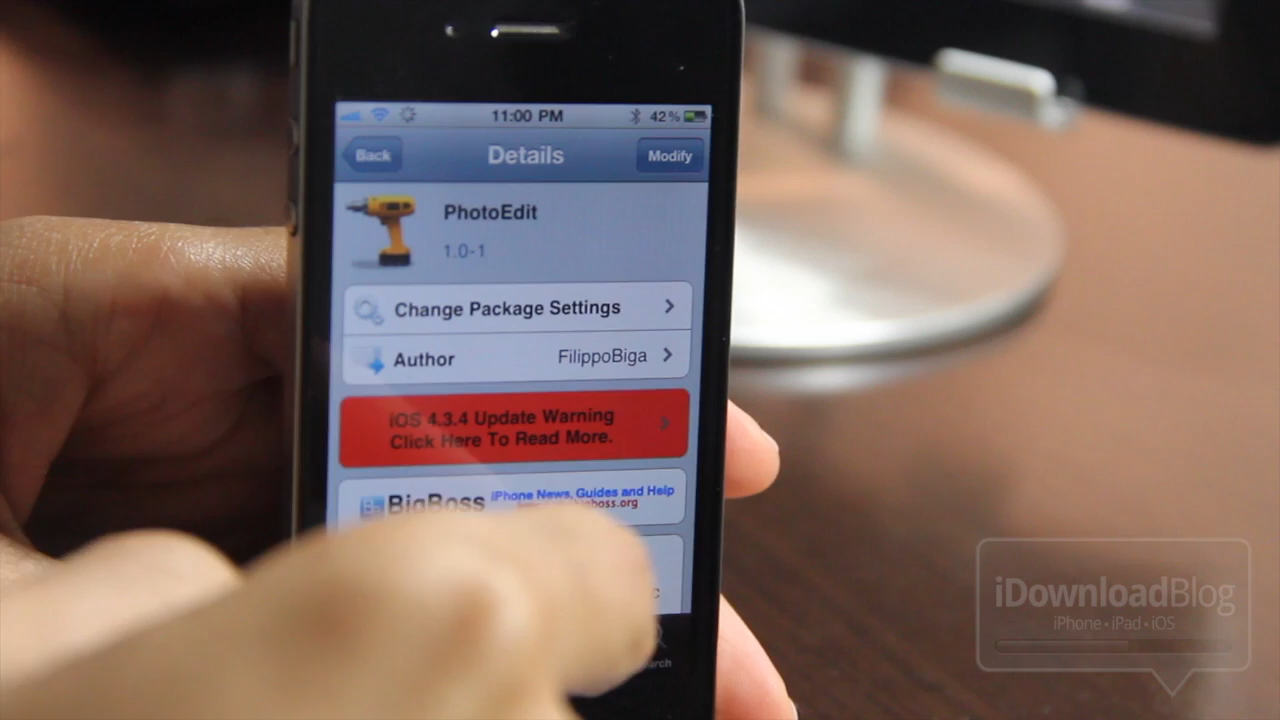 11:00 PM
42%
Back
Details
Modify
PhotoEdit
1.0-1
Change Package Settings
Author
FilippoBiga
iOS 4.3.4 Update Warning
Click Here To Read More.
BigBoss
iPhone News, Guides and Help
iDownloadBlog
iPhone • iPad • iOS